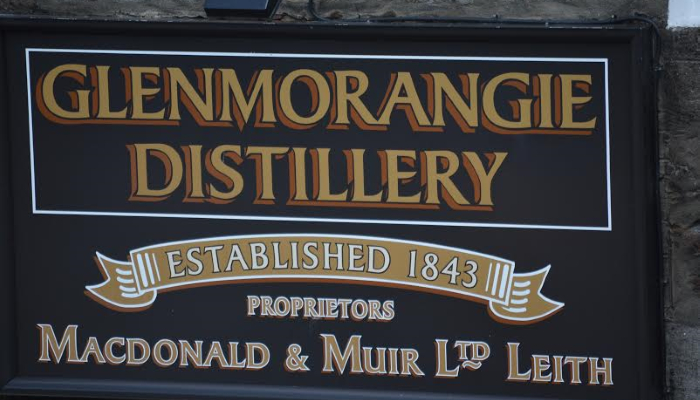 GLENMORANGIE
DISTILLERY
ESTABLISHED 1843
PROPRIETORS
MACDONALD & MUIR LTD LEITH